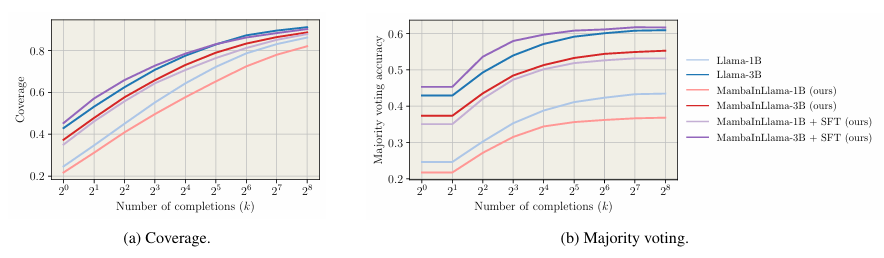 Coverage
0.8
0.6
0.4
0.2
2^0 2^1 2^2 2^3 2^4 2^5 2^6 2^7 2^8
Number of completions (k)
(a) Coverage.
Majority voting accuracy
0.6
0.5
0.4
0.3
0.2
2^0 2^1 2^2 2^3 2^4 2^5 2^6 2^7 2^8
Number of completions (k)
(b) Majority voting.
Llama-1B
Llama-3B
MambaInLlama-1B (ours)
MambaInLlama-3B (ours)
MambaInLlama-1B + SFT (ours)
MambaInLlama-3B + SFT (ours)